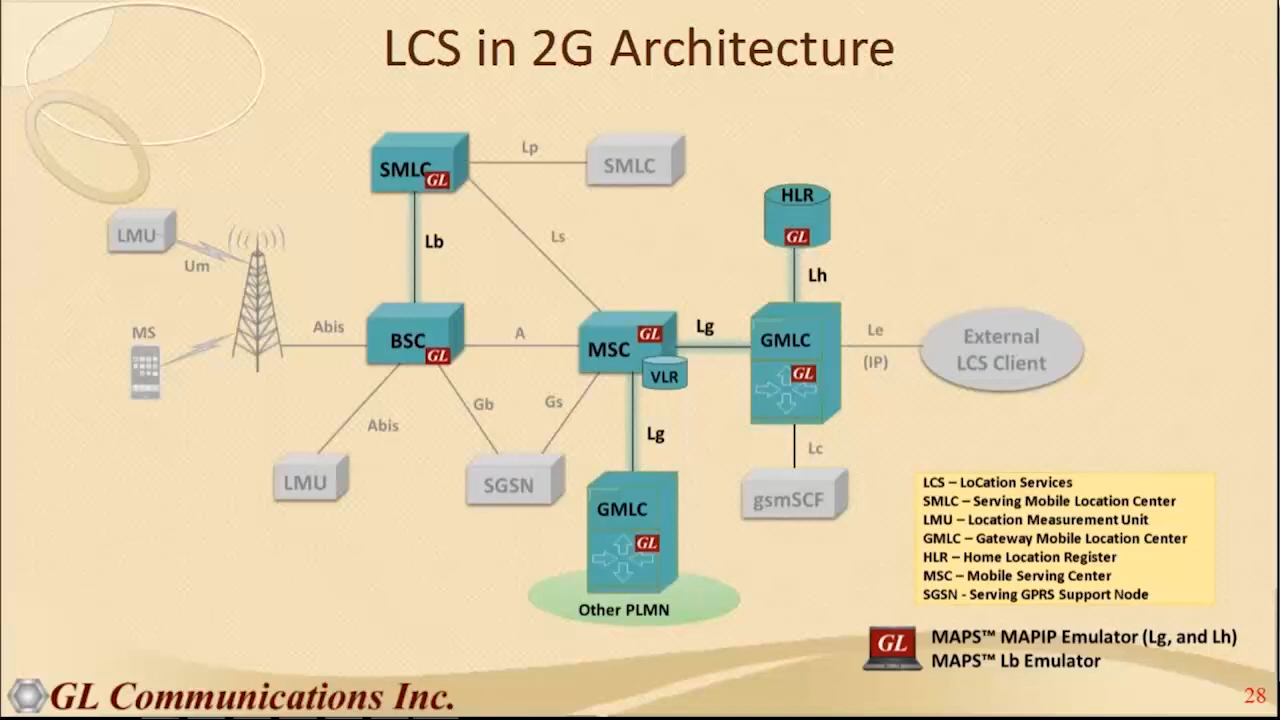 LCS in 2G Architecture
SMLC
GL
Lp
SMLC
HLR
GL
LMU
Um
Lb
Ls
Lh
MS
Abis
BSC
GL
A
MSC
GL
VLR
Lg
GMLC
GL
Le
(IP)
External
LCS Client
Abis
Gb
Gs
Lg
Lc
LMU
SGSN
GMLC
GL
gsmSCF
Other PLMN
LCS – LoCation Services
SMLC – Serving Mobile Location Center
LMU – Location Measurement Unit
GMLC – Gateway Mobile Location Center
HLR – Home Location Register
MSC – Mobile Serving Center
SGSN - Serving GPRS Support Node
GL
MAPS™ MAPIP Emulator (Lg, and Lh)
MAPS™ Lb Emulator
GL Communications Inc.
28